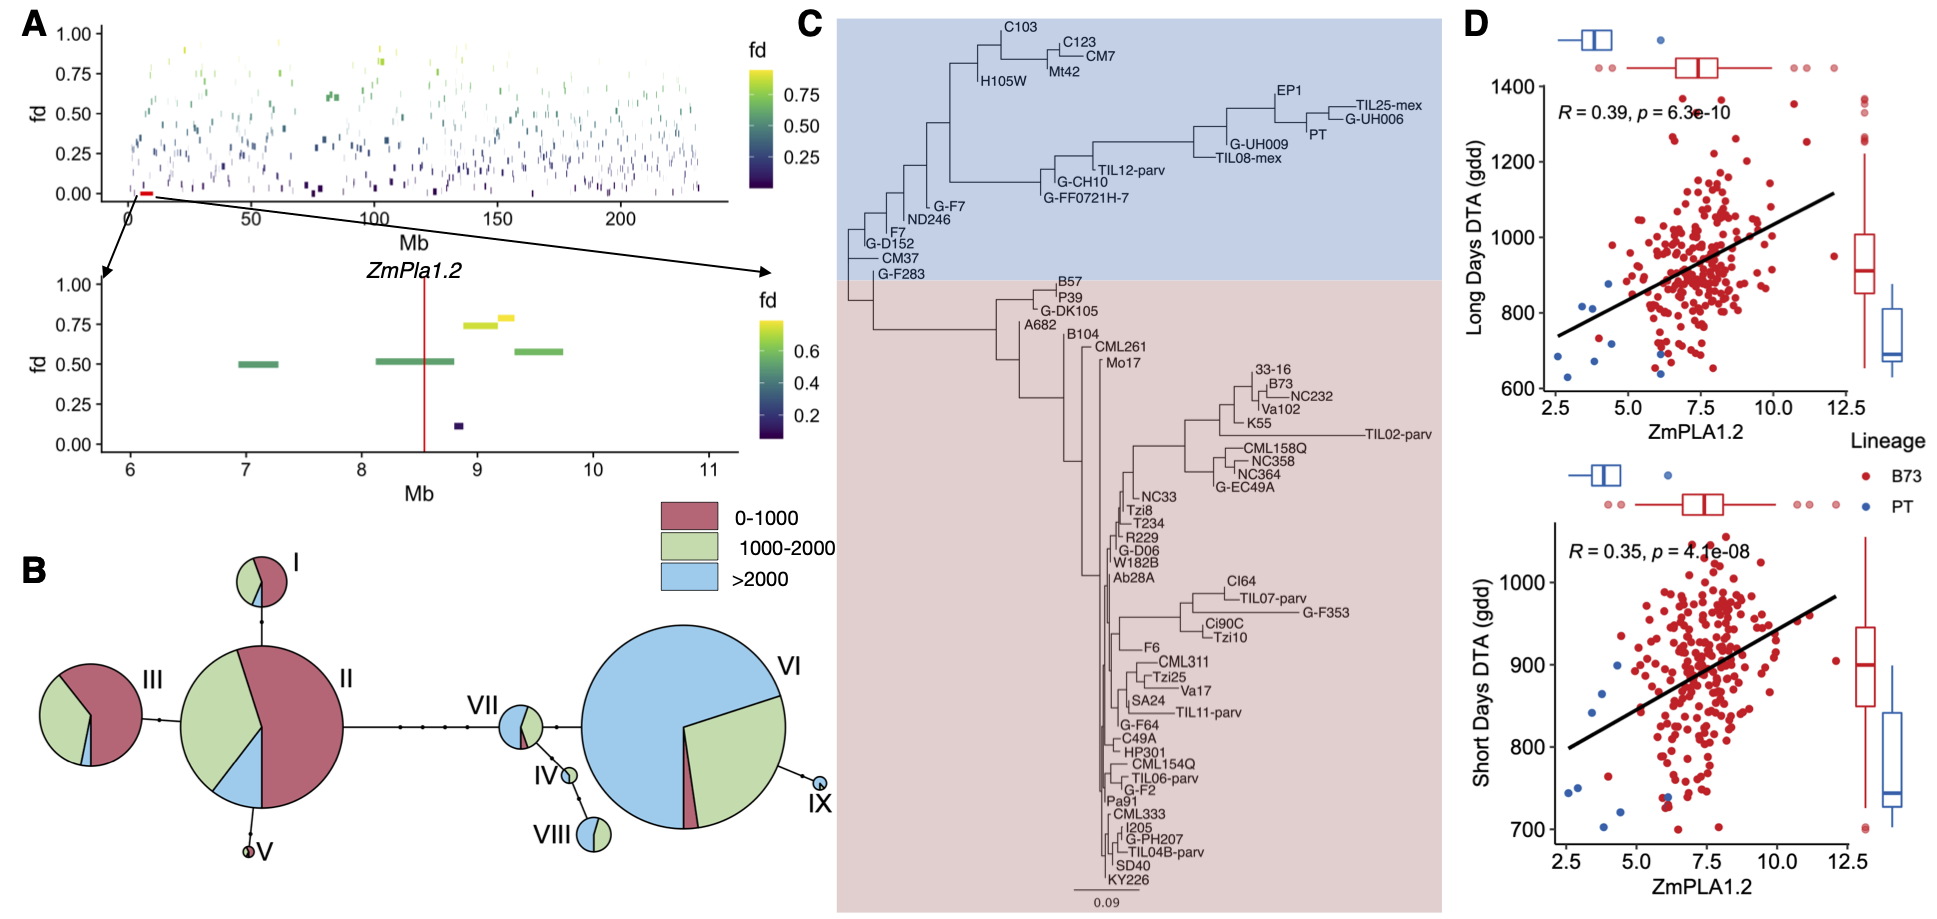 A
1.00
0.75
0.50
0.25
0.00
fd
0
50
100
150
200
Mb
fd
0.75
0.50
0.25
ZmPla1.2
1.00
0.75
0.50
0.25
0.00
fd
6
7
8
9
10
11
Mb
fd
0.6
0.4
0.2
B
0-1000
1000-2000
>2000
I
II
III
V
VII
IV
VIII
VI
IX
C
C103
C123
CM7
Mt42
H105W
EP1
TIL25-mex
G-UH006
PT
G-UH009
TIL08-mex
TIL12-parv
G-CH10
G-FF0721H-7
G-F7
ND246
F7
G-D152
CM37
G-F283
B57
P39
G-DK105
A682
B104
CML261
Mo17
33-16
B73
NC232
Va102
K55
TIL02-parv
CML158Q
NC358
NC364
G-EC49A
NC33
Tzi8
T234
R229
G-D06
W182B
Ab28A
CI64
TIL07-parv
G-F353
Ci90C
Tzi10
F6
CML311
Tzi25
Va17
SA24
TIL11-parv
G-F64
C49A
HP301
CML154Q
TIL06-parv
G-F2
Pa91
CML333
I205
G-PH207
TIL04B-parv
SD40
KY226
0.09
D
1400
1200
1000
800
600
Long Days DTA (gdd)
R = 0.39, p = 6.3e-10
2.5
5.0
7.5
10.0
12.5
ZmPLA1.2
Lineage
B73
PT
1000
900
800
700
Short Days DTA (gdd)
R = 0.35, p = 4.1e-08
2.5
5.0
7.5
10.0
12.5
ZmPLA1.2